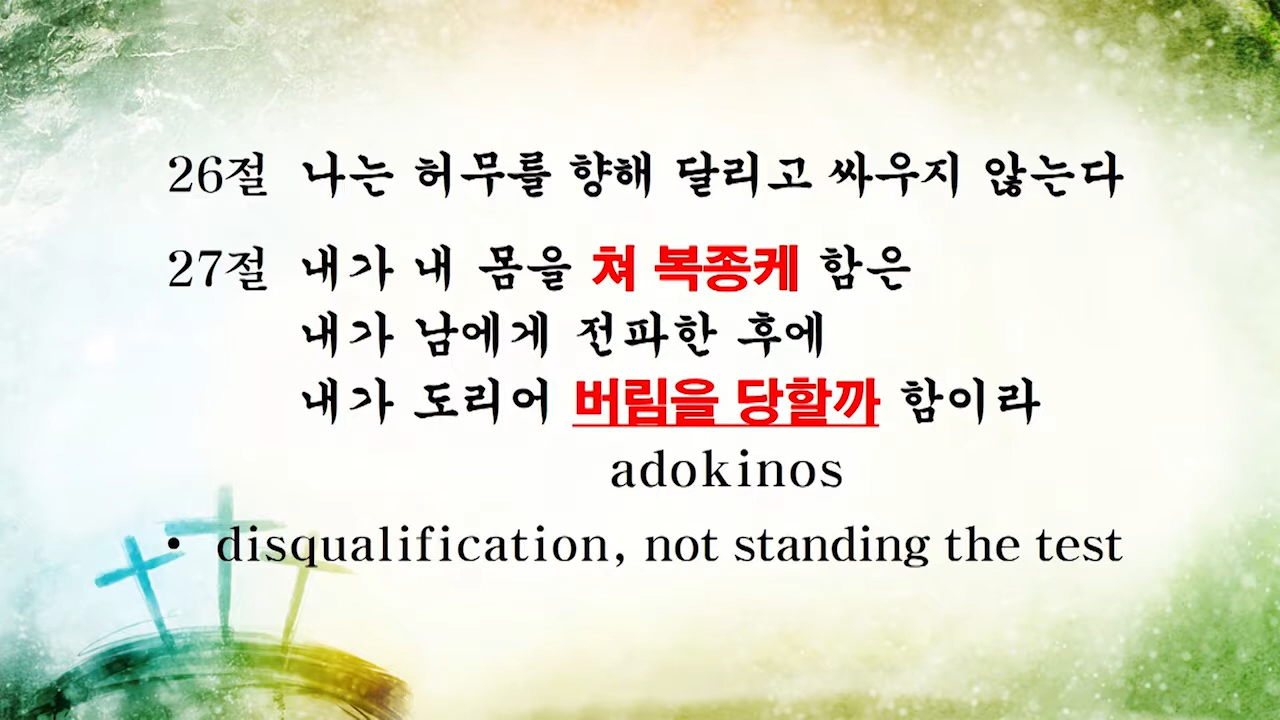 26절 나는 허무를 향해 달리고 싸우지 않는다
27절 내가 내 몸을 쳐 복종케 함은
내가 남에게 전파한 후에
내가 도리어 버림을 당할까 함이라
adokinos
• disqualification, not standing the test